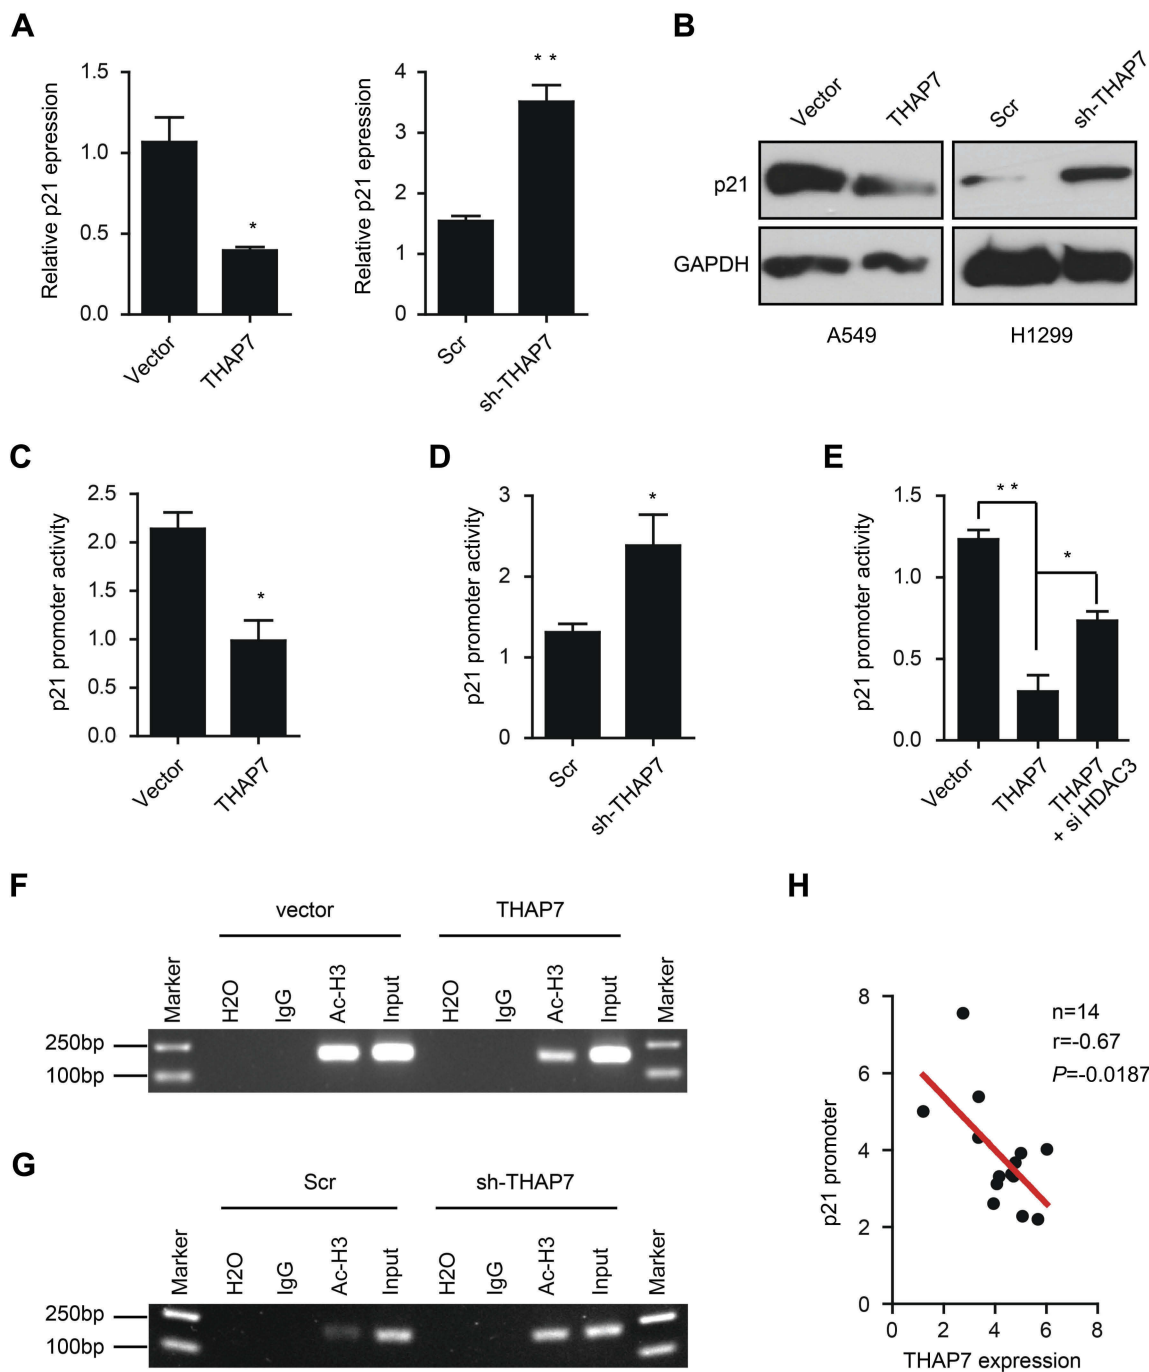 A
Relative p21 epression
1.5
1.0
0.5
0.0
*
Vector
THAP7
Relative p21 epression
4
3
2
1
0
* *
Scr
sh-THAP7
B
Vector
THAP7
Scr
sh-THAP7
p21
GAPDH
A549
H1299
C
p21 promoter activity
2.5
2.0
1.5
1.0
0.5
0.0
*
Vector
THAP7
D
p21 promoter activity
3
2
1
0
*
Scr
sh-THAP7
E
p21 promoter activity
1.5
1.0
0.5
0.0
* *
*
Vector
THAP7
THAP7
+ si HDAC3
F
vector
THAP7
Marker
H2O
IgG
Ac-H3
Input
H2O
IgG
Ac-H3
Input
Marker
250bp
100bp
G
Scr
sh-THAP7
Marker
H2O
IgG
Ac-H3
Input
H2O
IgG
Ac-H3
Input
Marker
250bp
100bp
H
n=14
r=-0.67
P=-0.0187
p21 promoter
8
6
4
2
0
0 2 4 6 8
THAP7 expression